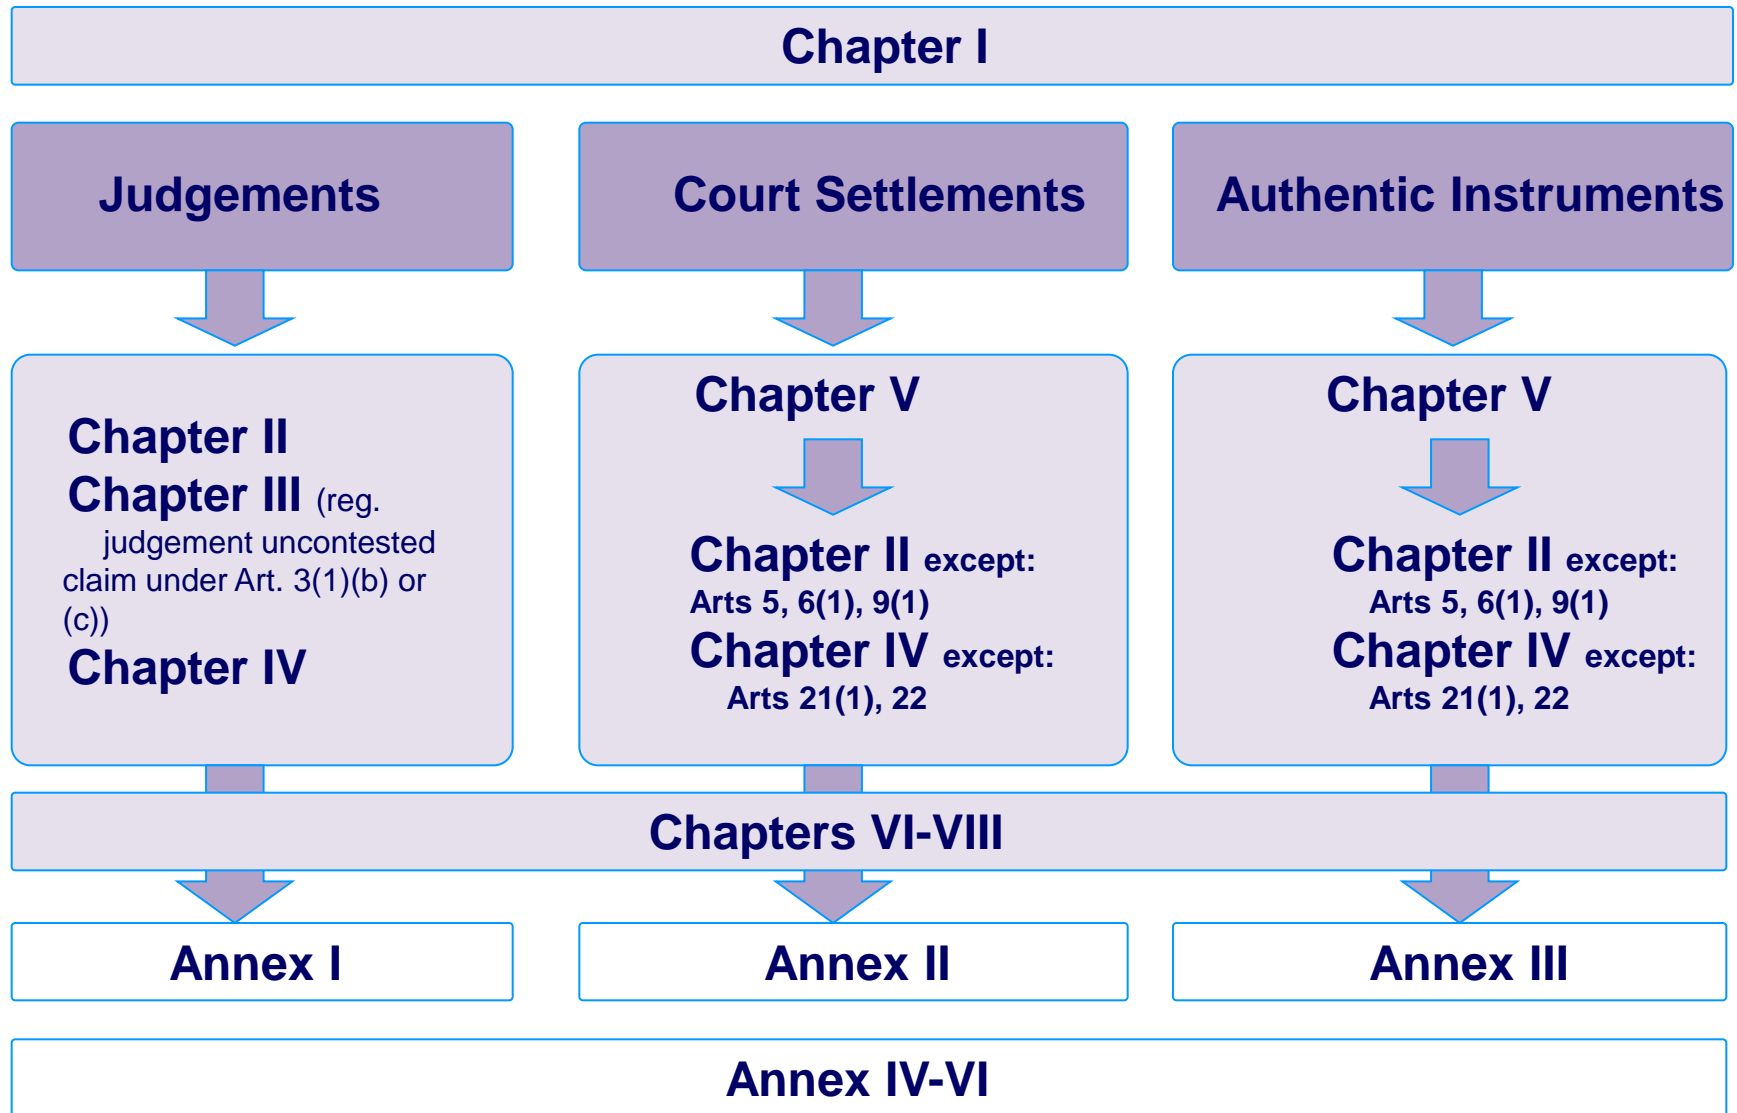 Chapter I
Judgements
Court Settlements
Authentic Instruments
Chapter II
Chapter III (reg.
judgement uncontested
claim under Art. 3(1)(b) or
(c))
Chapter IV
Chapter V
Chapter II except:
Arts 5, 6(1), 9(1)
Chapter IV except:
Arts 21(1), 22
Chapter V
Chapter II except:
Arts 5, 6(1), 9(1)
Chapter IV except:
Arts 21(1), 22
Chapters VI-VIII
Annex I
Annex II
Annex III
Annex IV-VI